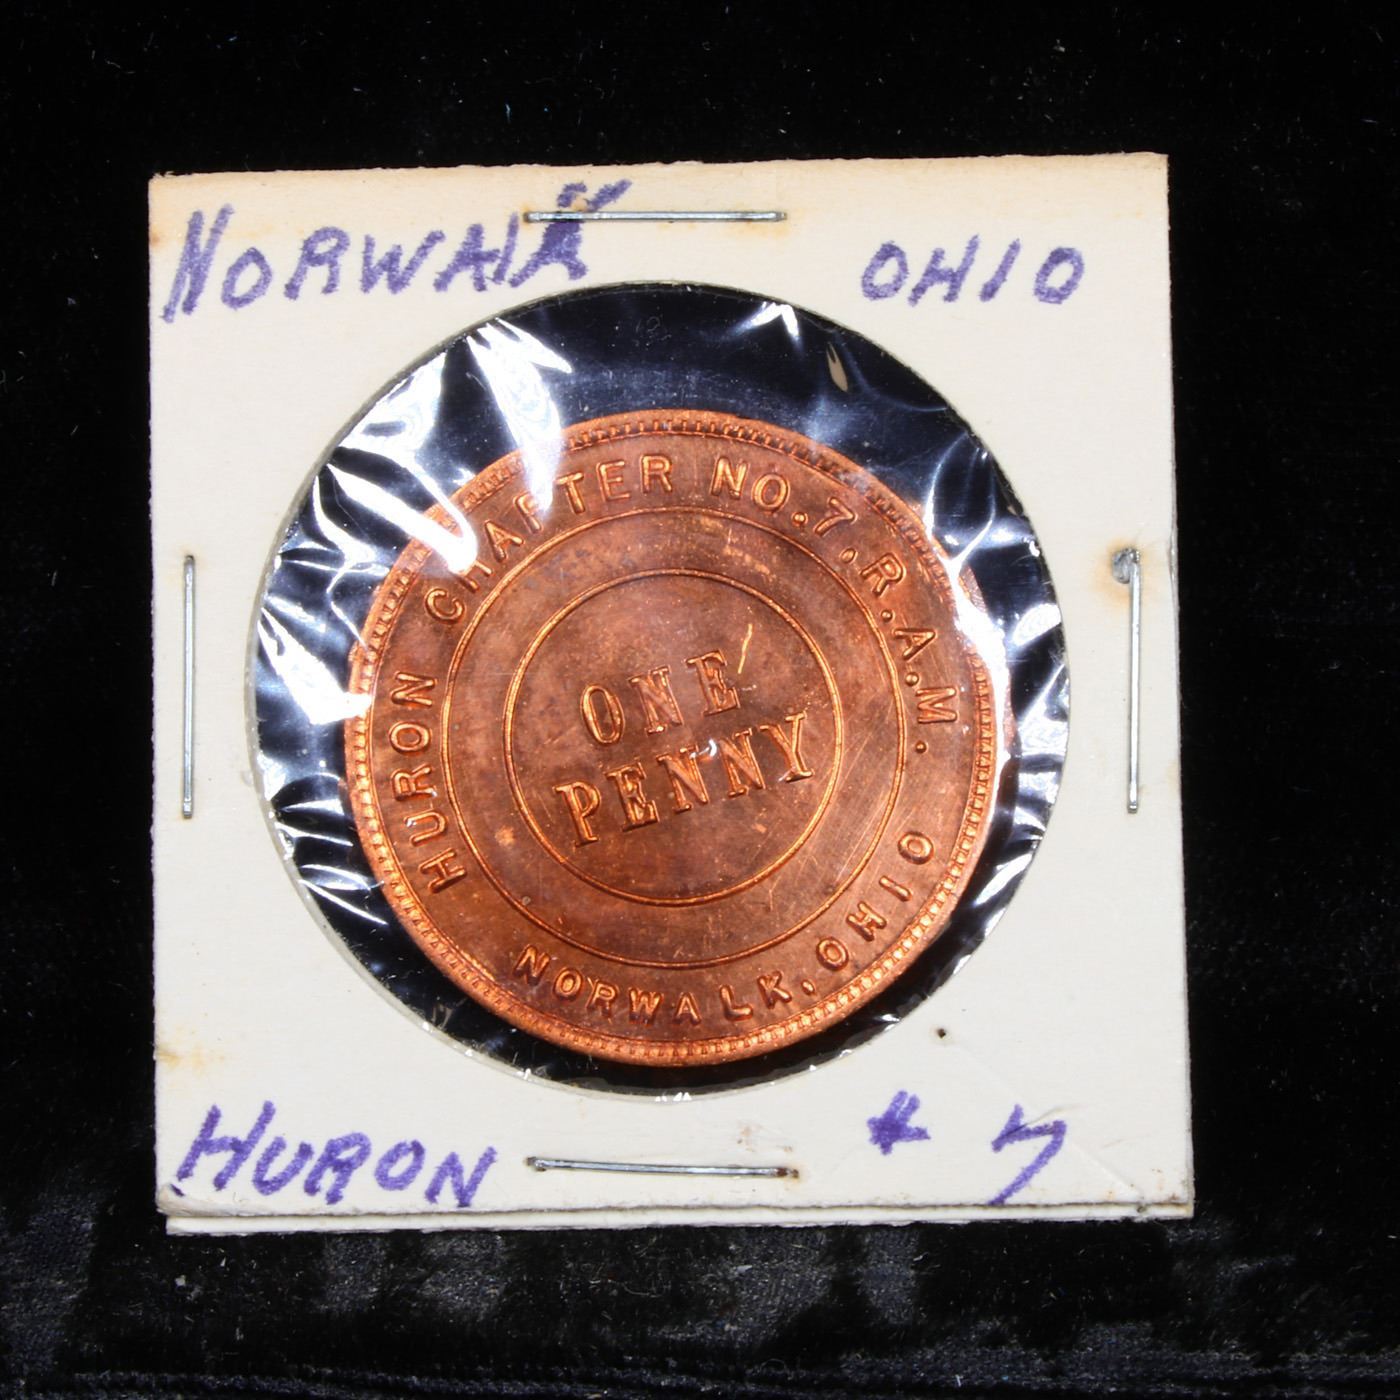 NORWALK OHIO
HURON CHAPTER NO. 7. R.A.M.
ONE
PENNY
NORWALK, OHIO
HURON # 7